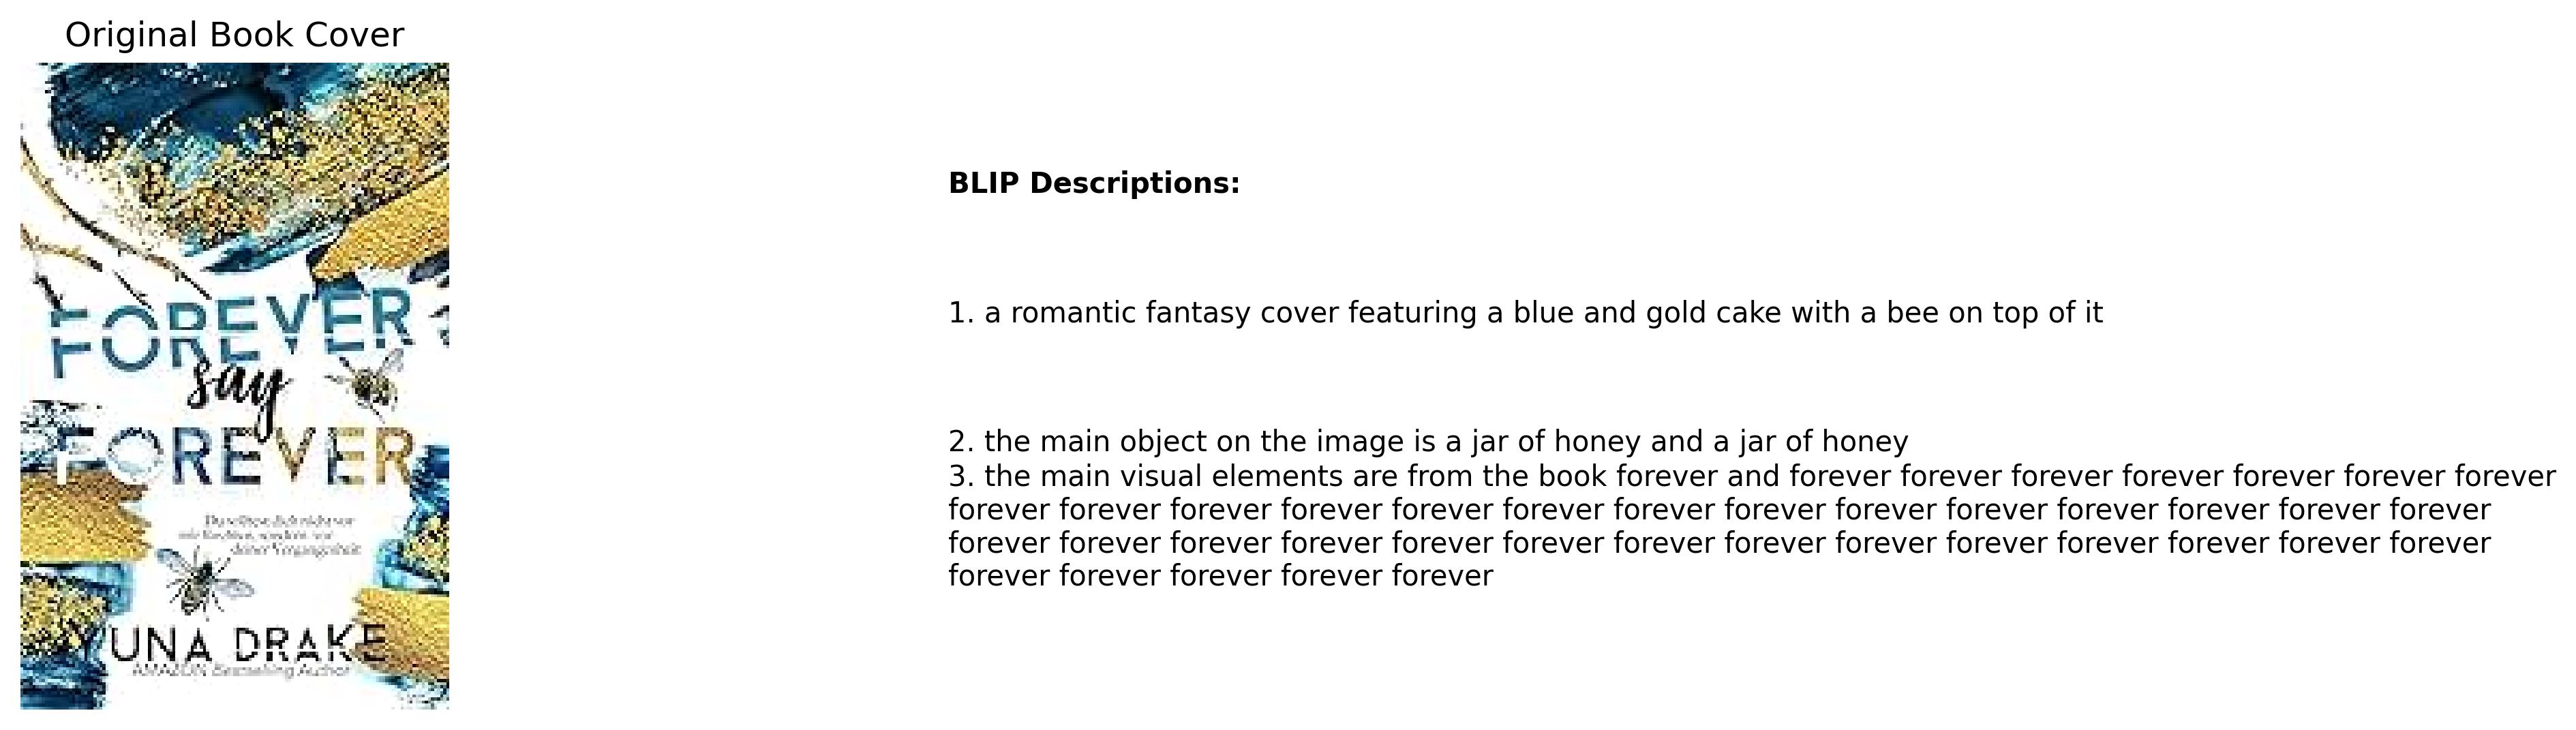 Original Book Cover
FOREVER
say
FOREVER
deiner Vergangenheit
YUNA DRAKE
AMAZON Bestselling Author
BLIP Descriptions:
1. a romantic fantasy cover featuring a blue and gold cake with a bee on top of it
2. the main object on the image is a jar of honey and a jar of honey
3. the main visual elements are from the book forever and forever forever forever forever forever forever forever
forever forever forever forever forever forever forever forever forever forever forever forever forever forever
forever forever forever forever forever forever forever forever forever forever forever forever forever forever
forever forever forever forever forever